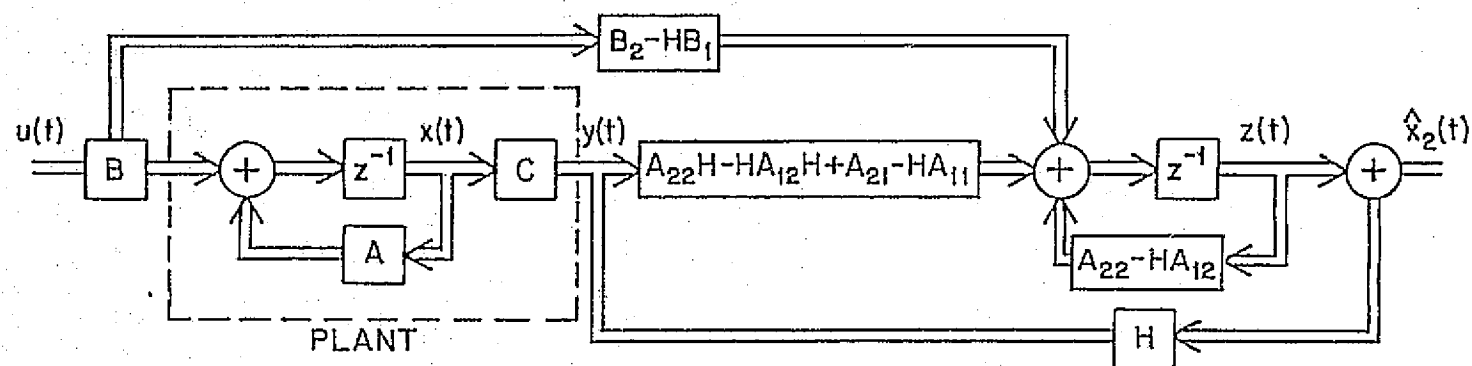 B₂-HB₁
u(t)
B
+
z⁻¹
x(t)
C
y(t)
A₂₂H-HA₁₂H+A₂₁-HA₁₁
+
z⁻¹
z(t)
+
x̂₂(t)
A
A₂₂-HA₁₂
H
PLANT